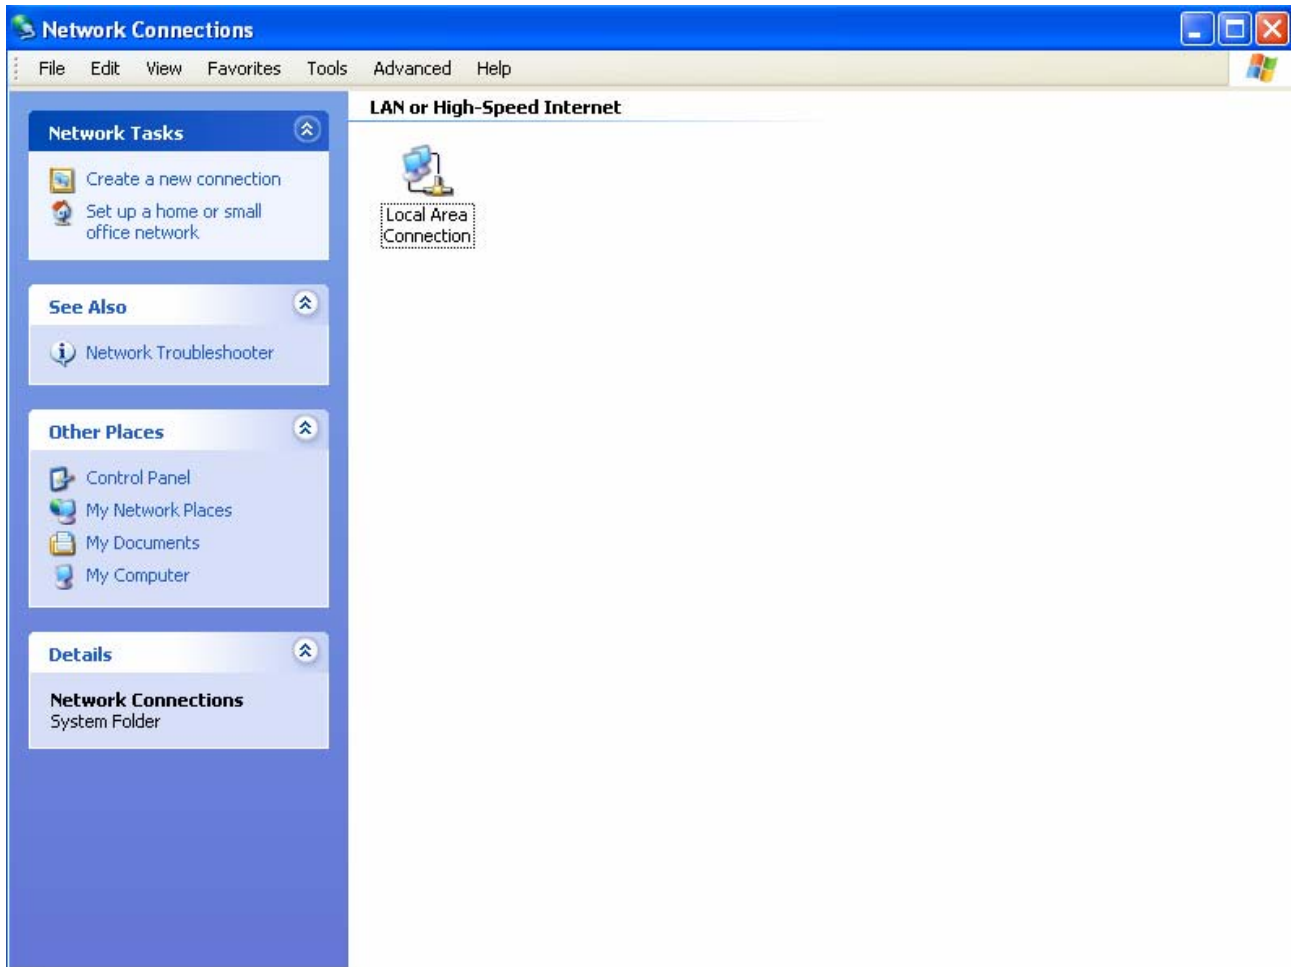 Network Connections
File Edit View Favorites Tools Advanced Help
Network Tasks
Create a new connection
Set up a home or small
office network
See Also
Network Troubleshooter
Other Places
Control Panel
My Network Places
My Documents
My Computer
Details
Network Connections
System Folder
LAN or High-Speed Internet
Local Area
Connection